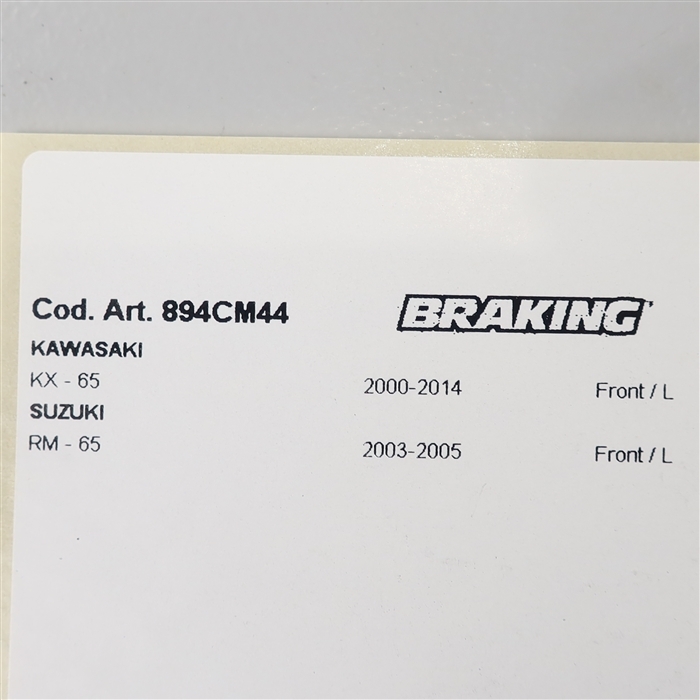 Cod. Art. 894CM44 BRAKING
KAWASAKI
KX - 65 2000-2014 Front / L
SUZUKI
RM - 65 2003-2005 Front / L